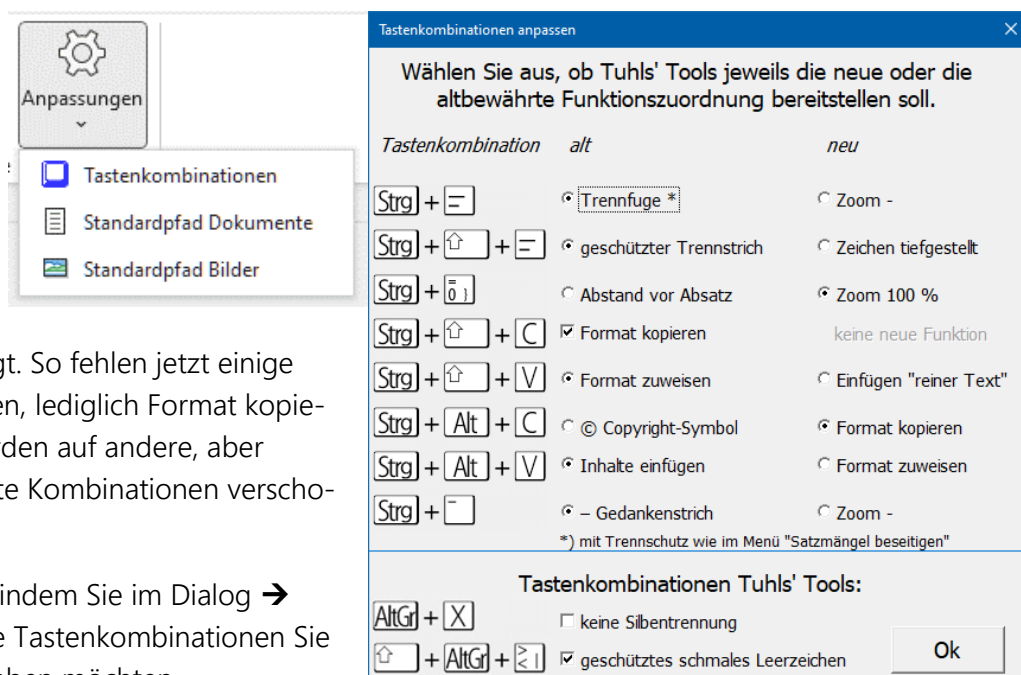 Anpassungen
Tastenkombinationen
Standardpfad Dokumente
Standardpfad Bilder
gt. So fehlen jetzt einige
en, lediglich Format kopie-
rden auf andere, aber
te Kombinationen verscho-
indem Sie im Dialog ➔
e Tastenkombinationen Sie
Tastenkombinationen anpassen
Wählen Sie aus, ob Tuhls' Tools jeweils die neue oder die
altbewährte Funktionszuordnung bereitstellen soll.
Tastenkombination alt neu
Strg + = Trennfuge * Zoom -
Strg + ⇧ + = geschützter Trennstrich Zeichen tiefgestellt
Strg + = 0 } Abstand vor Absatz Zoom 100 %
Strg + ⇧ + C Format kopieren keine neue Funktion
Strg + ⇧ + V Format zuweisen Einfügen "reiner Text"
Strg + Alt + C © Copyright-Symbol Format kopieren
Strg + Alt + V Inhalte einfügen Format zuweisen
Strg + - – Gedankenstrich Zoom -
*) mit Trennschutz wie im Menü "Satzmängel beseitigen"
Tastenkombinationen Tuhls' Tools:
AltGr + X keine Silbentrennung
⇧ + AltGr + > < | geschütztes schmales Leerzeichen
Ok